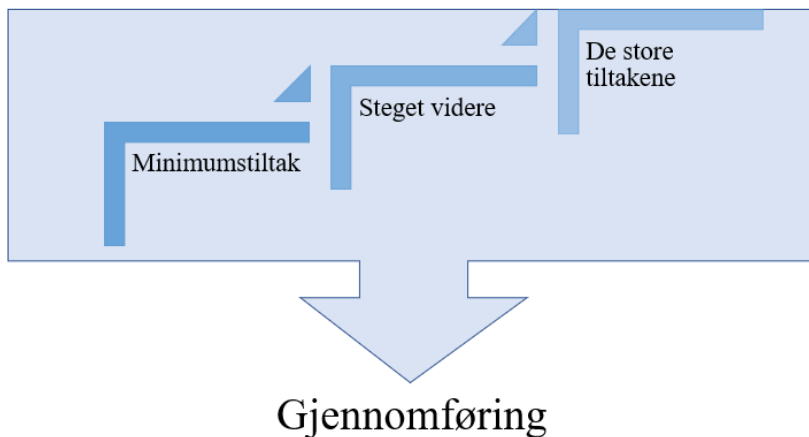 Minimumstiltak
Steget videre
De store
tiltakene
Gjennomføring